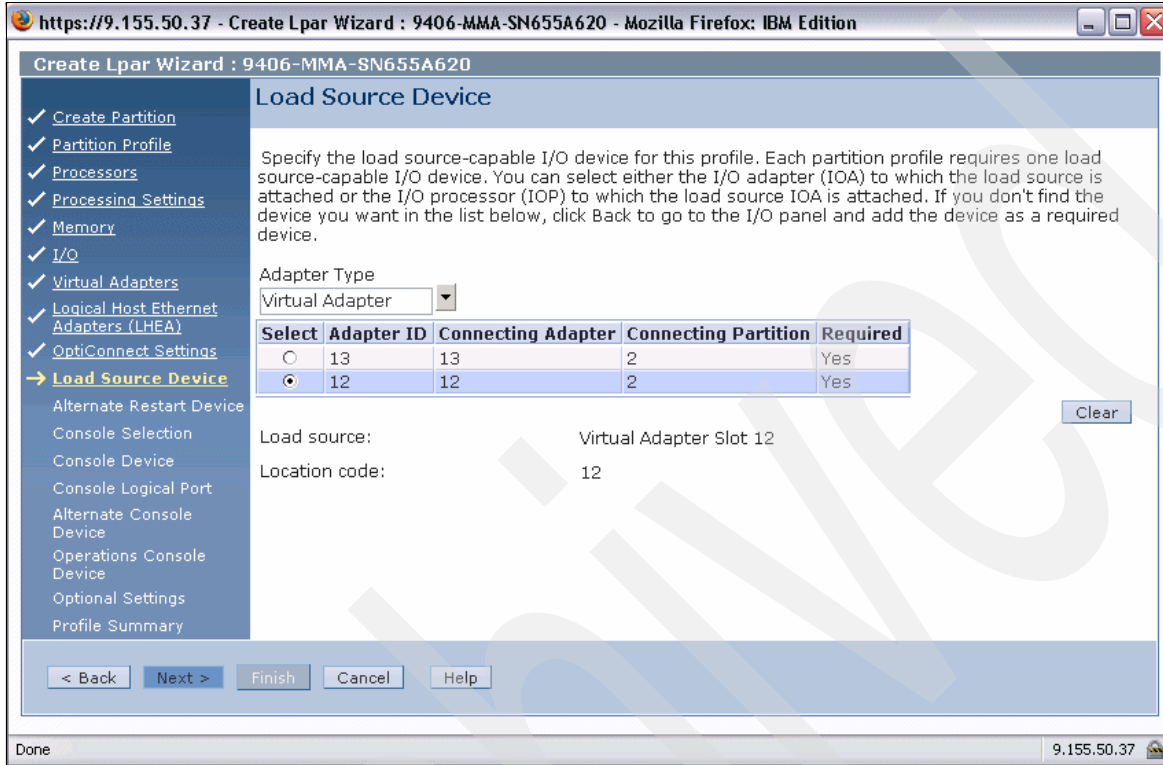 https://9.155.50.37 - Create Lpar Wizard : 9406-MMA-SN655A620 - Mozilla Firefox: IBM Edition
Create Lpar Wizard : 9406-MMA-SN655A620
Create Partition
Partition Profile
Processors
Processing Settings
Memory
I/O
Virtual Adapters
Logical Host Ethernet
Adapters (LHEA)
OptiConnect Settings
Load Source Device
Alternate Restart Device
Console Selection
Console Device
Console Logical Port
Alternate Console
Device
Operations Console
Device
Optional Settings
Profile Summary
Load Source Device
Specify the load source-capable I/O device for this profile. Each partition profile requires one load
source-capable I/O device. You can select either the I/O adapter (IOA) to which the load source is
attached or the I/O processor (IOP) to which the load source IOA is attached. If you don't find the
device you want in the list below, click Back to go to the I/O panel and add the device as a required
device.
Adapter Type
Virtual Adapter
Select Adapter ID Connecting Adapter Connecting Partition Required
13 13 2 Yes
12 12 2 Yes
Clear
Load source: Virtual Adapter Slot 12
Location code: 12
< Back Next > Finish Cancel Help
Done 9.155.50.37